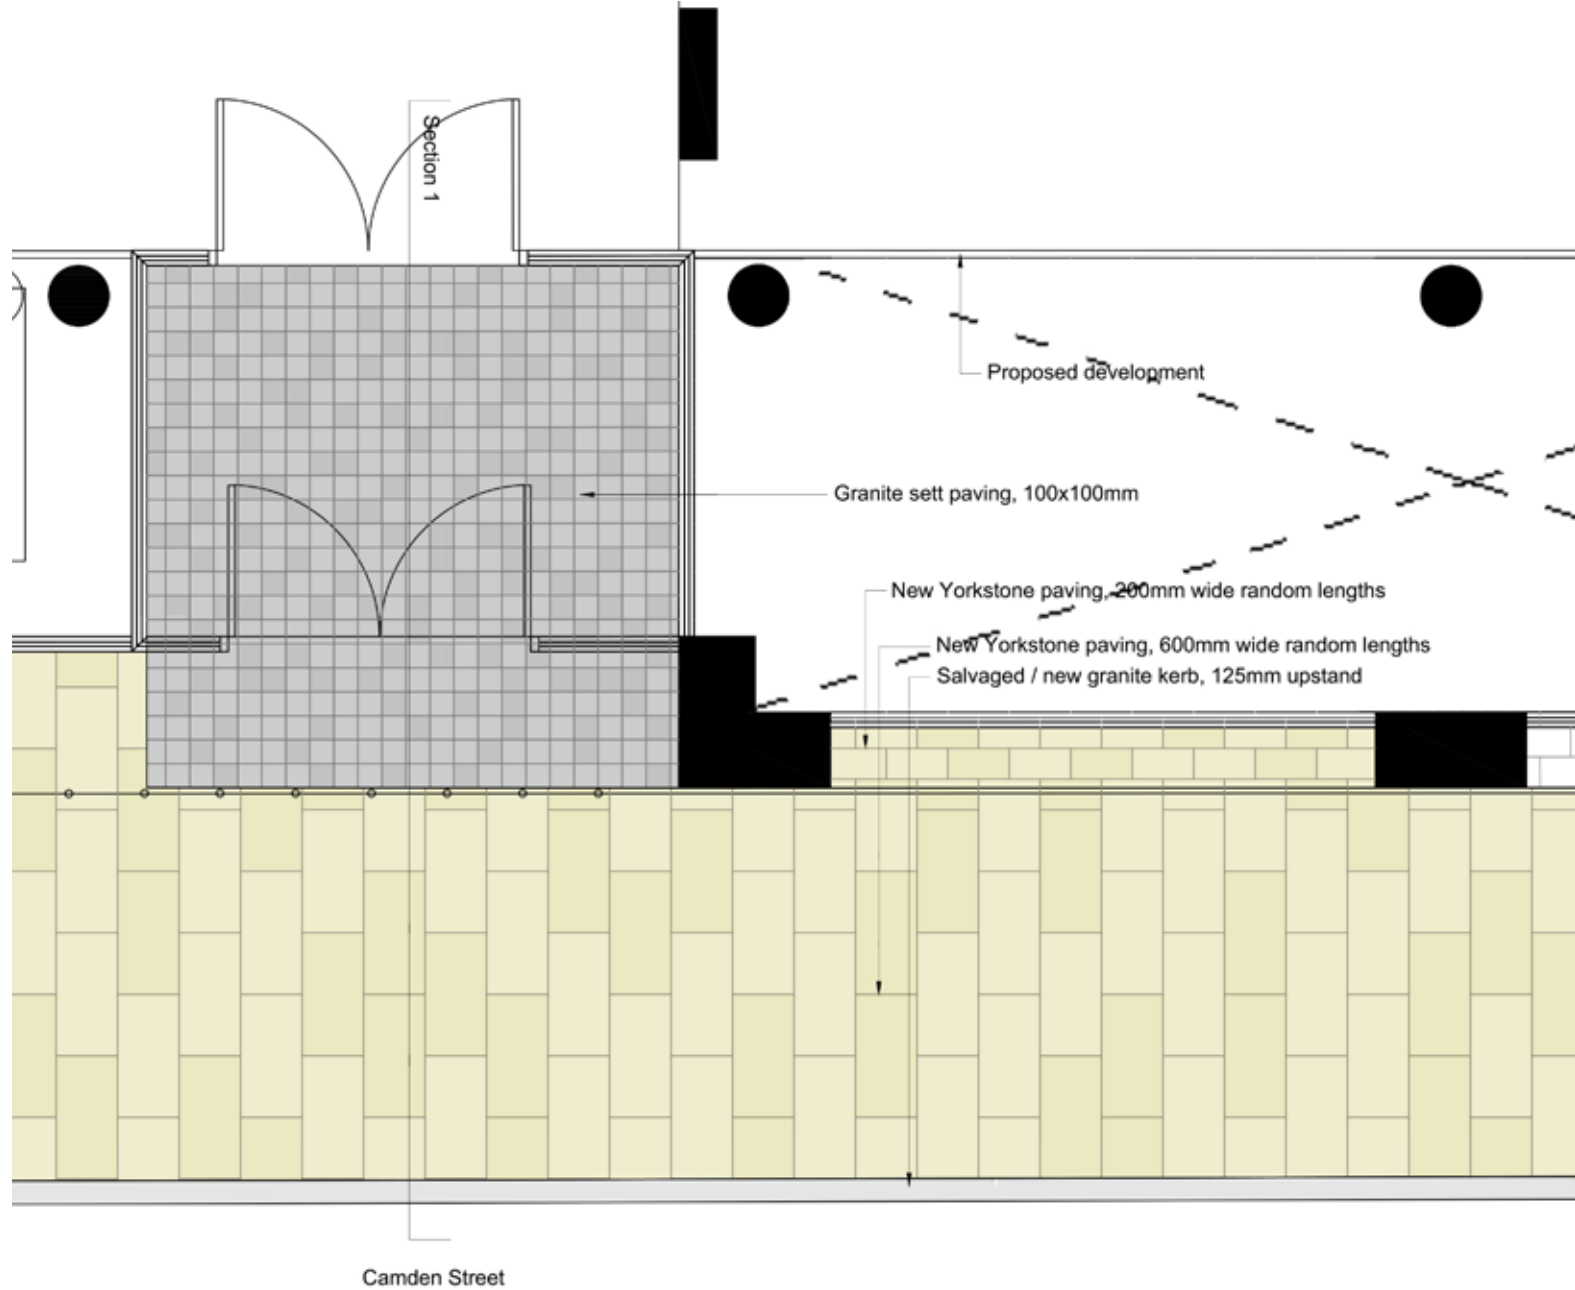 Section 1
Proposed development
Granite sett paving, 100x100mm
New Yorkstone paving, 200mm wide random lengths
New Yorkstone paving, 600mm wide random lengths
Salvaged / new granite kerb, 125mm upstand
Camden Street